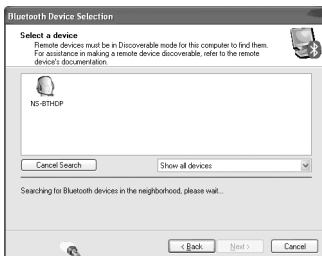 Bluetooth Device Selection
Select a device
Remote devices must be in Discoverable mode for this computer to find them.
For assistance in making a remote device discoverable, refer to the remote
device's documentation.
NS-BTHDP
Cancel Search
Show all devices
Searching for Bluetooth devices in the neighborhood, please wait...
< Back
Next >
Cancel